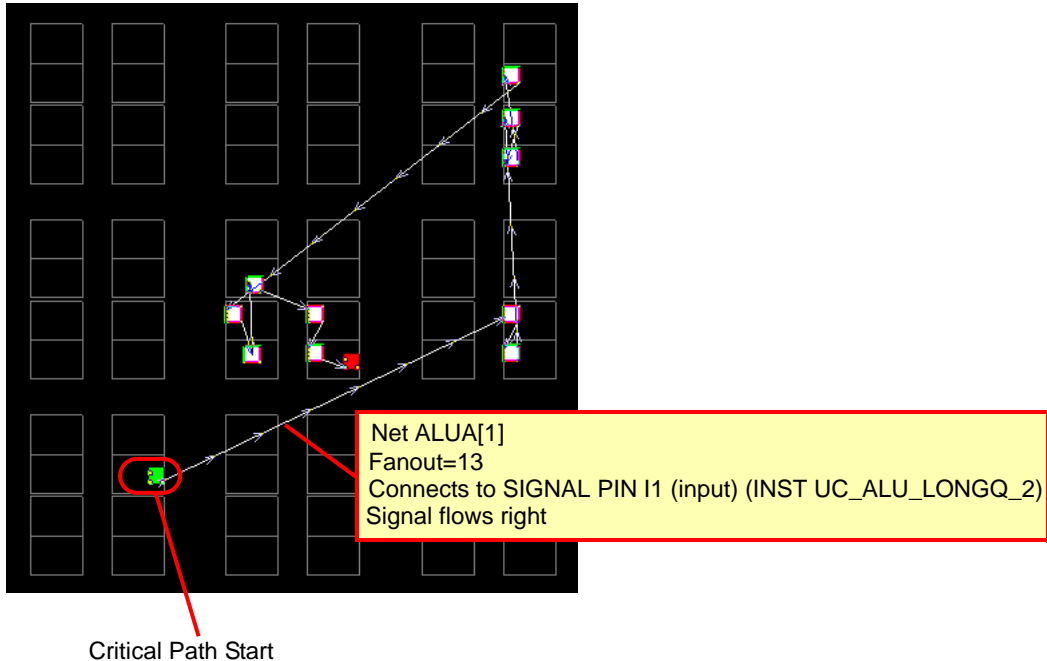 Net ALUA[1]
Fanout=13
Connects to SIGNAL PIN I1 (input) (INST UC_ALU_LONGQ_2)
Signal flows right
Critical Path Start